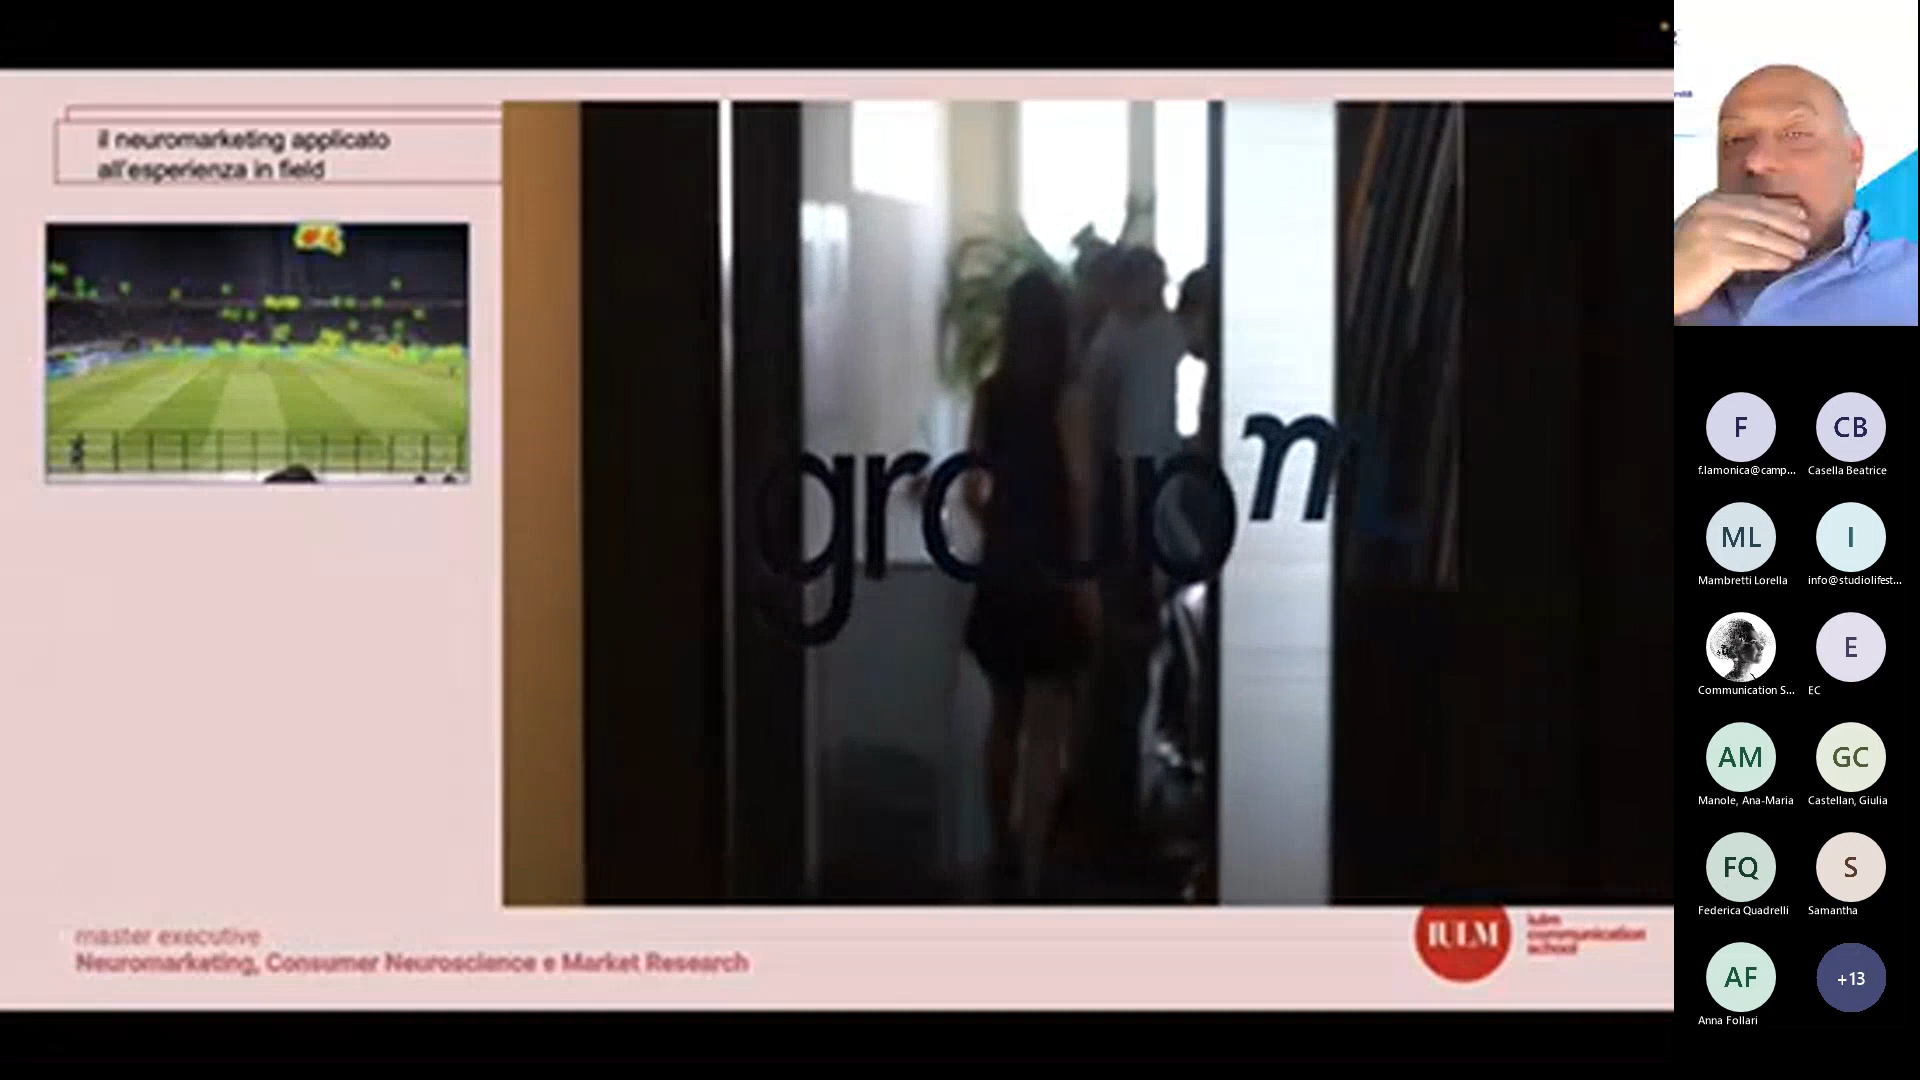 il neuromarketing applicato
all'esperienza in field
group
m
master executive
Neuromarketing, Consumer Neuroscience e Market Research
IULM
iulm
communication
school
F
f.lamonica@camp...
CB
Casella Beatrice
ML
Mambretti Lorella
I
info@studiolifest...
Communication S...
E
EC
AM
Manole, Ana-Maria
GC
Castellan, Giulia
FQ
Federica Quadrelli
S
Samantha
AF
Anna Follari
+13